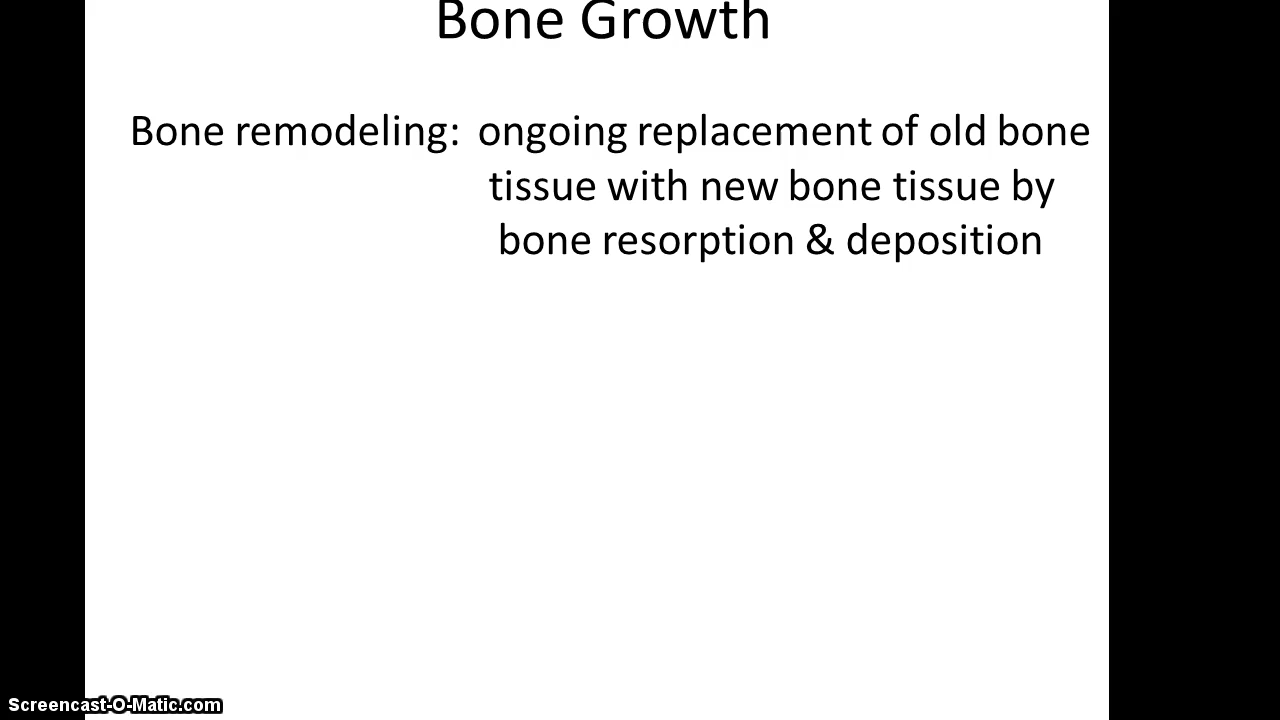 Bone Growth
Bone remodeling: ongoing replacement of old bone
tissue with new bone tissue by
bone resorption & deposition
Screencast-O-Matic.com